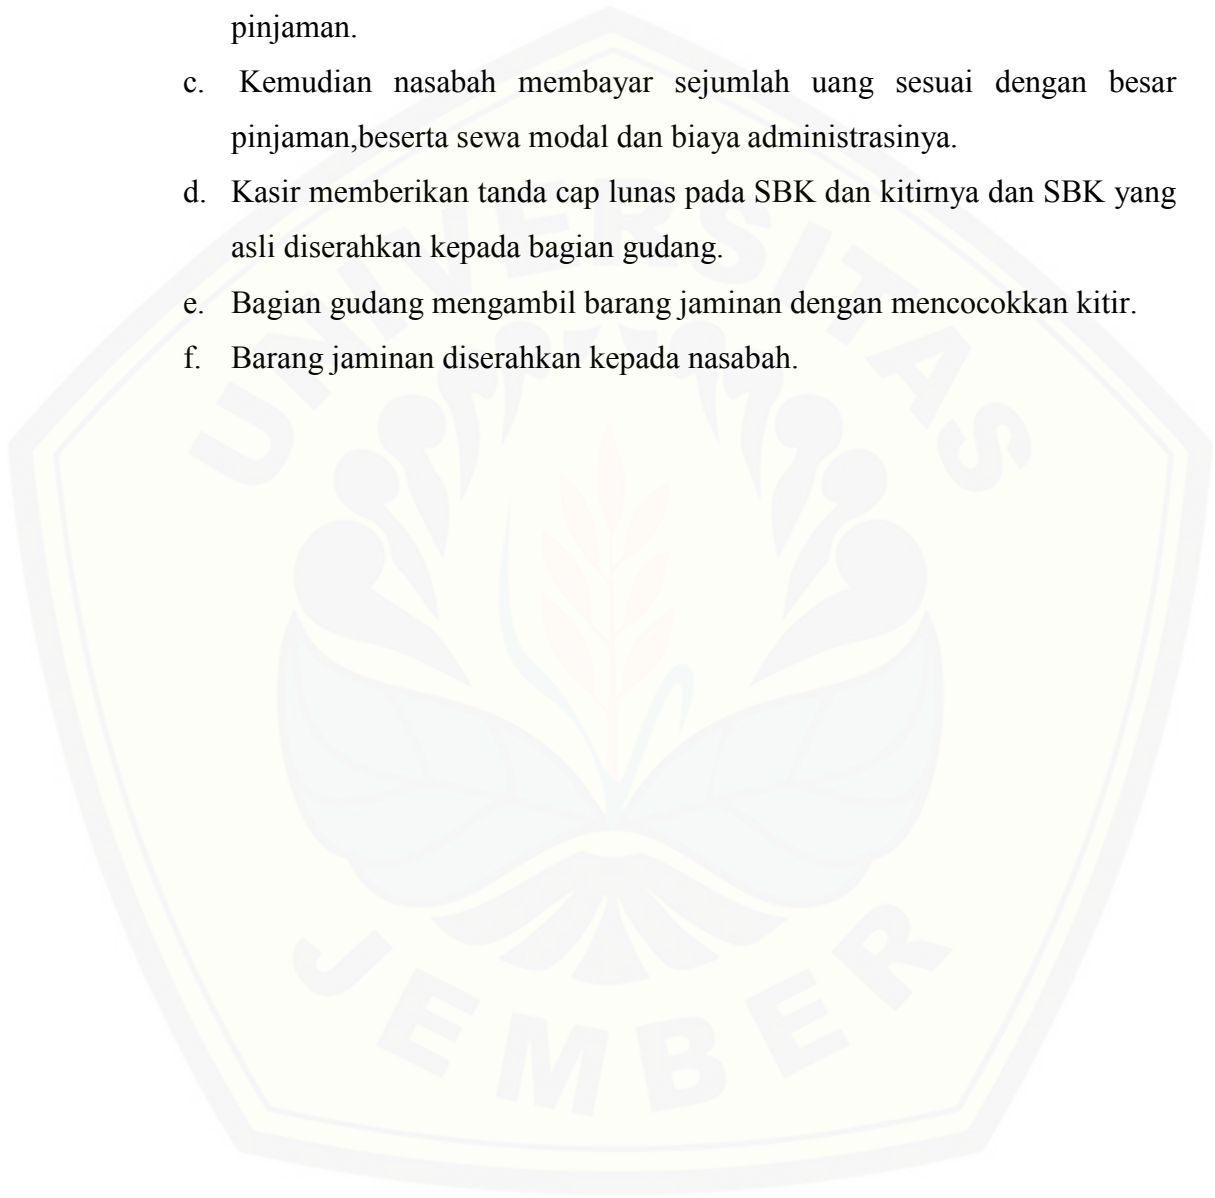 pinjaman.
c. Kemudian nasabah membayar sejumlah uang sesuai dengan besar
pinjaman,beserta sewa modal dan biaya administrasinya.
d. Kasir memberikan tanda cap lunas pada SBK dan kitirnya dan SBK yang
asli diserahkan kepada bagian gudang.
e. Bagian gudang mengambil barang jaminan dengan mencocokkan kitir.
f. Barang jaminan diserahkan kepada nasabah.
UNIVERSITAS
JEMBER